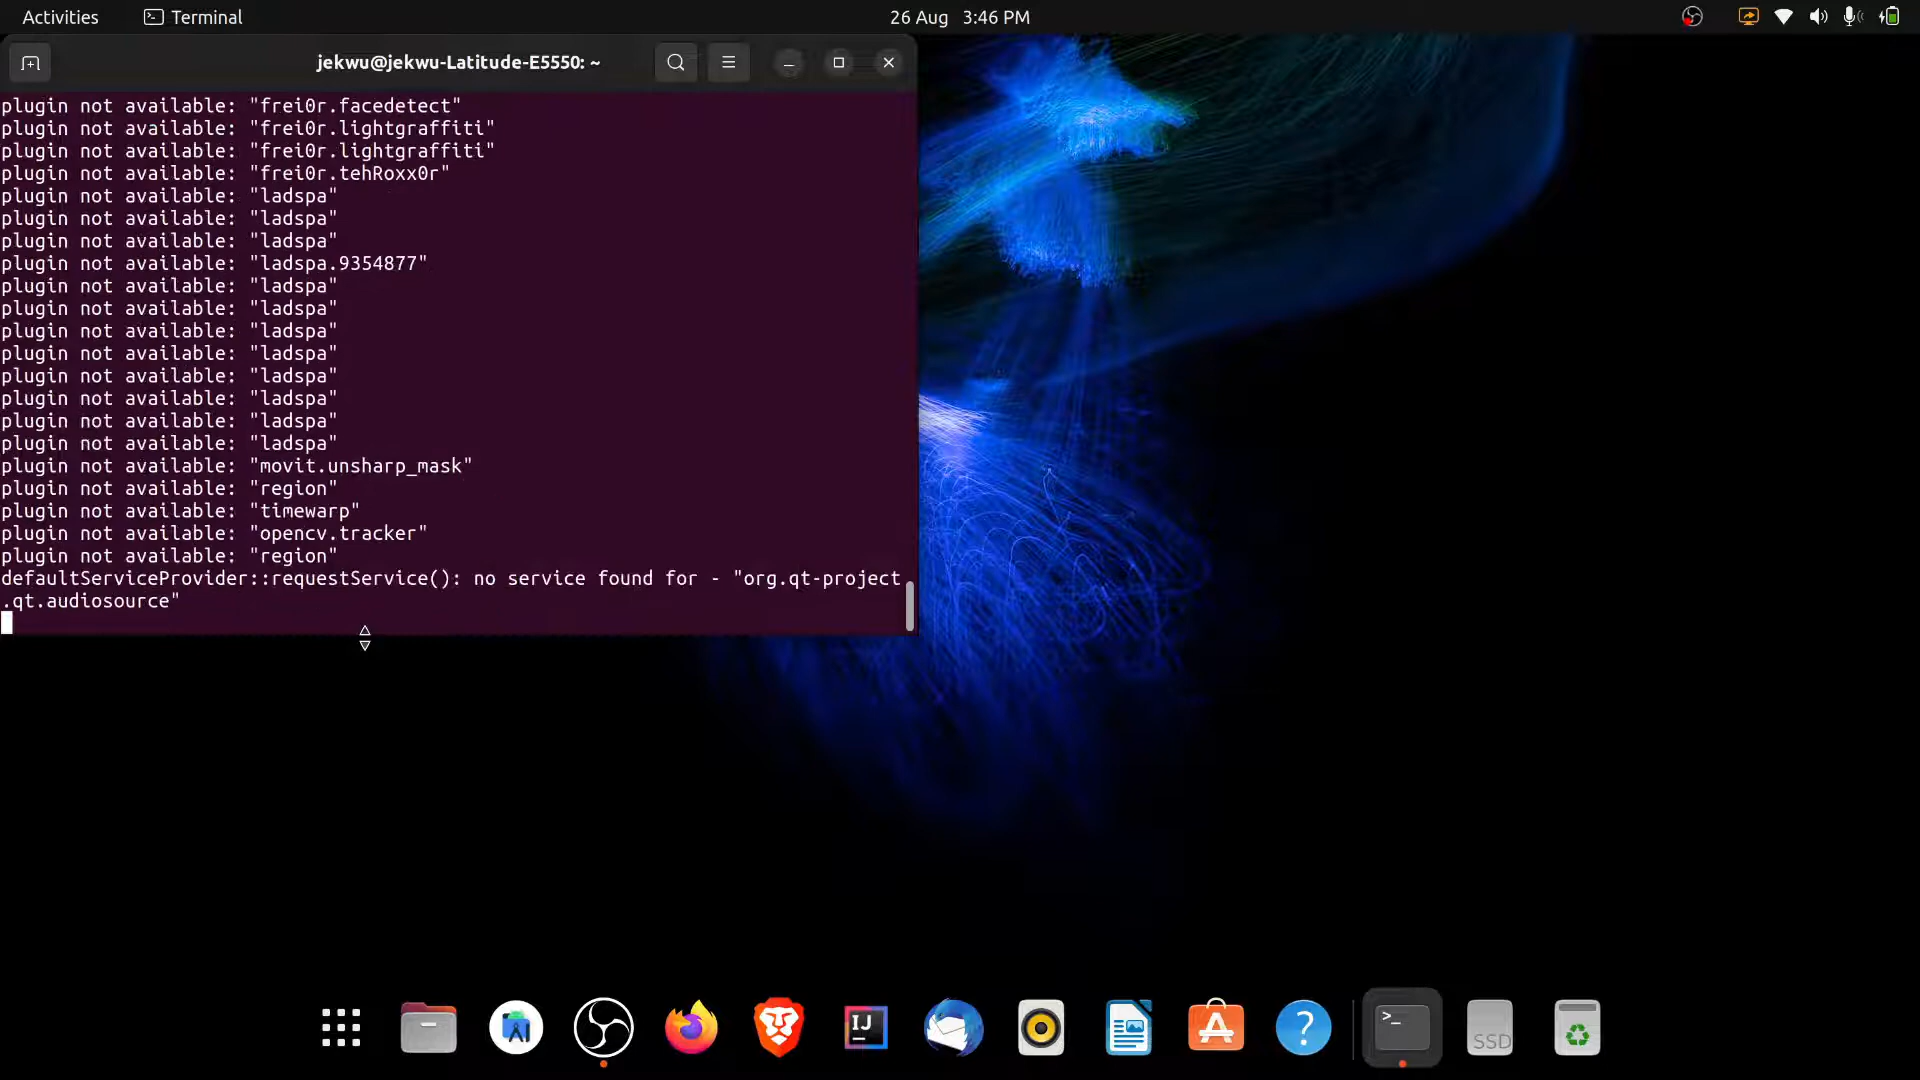 Activities Terminal 26 Aug 3:46 PM
jekwu@jekwu-Latitude-E5550: ~
plugin not available: "frei0r.facedetect"
plugin not available: "frei0r.lightgraffiti"
plugin not available: "frei0r.lightgraffiti"
plugin not available: "frei0r.tehRoxx0r"
plugin not available: "ladspa"
plugin not available: "ladspa"
plugin not available: "ladspa"
plugin not available: "ladspa.9354877"
plugin not available: "ladspa"
plugin not available: "ladspa"
plugin not available: "ladspa"
plugin not available: "ladspa"
plugin not available: "ladspa"
plugin not available: "ladspa"
plugin not available: "ladspa"
plugin not available: "ladspa"
plugin not available: "movit.unsharp_mask"
plugin not available: "region"
plugin not available: "timewarp"
plugin not available: "opencv.tracker"
plugin not available: "region"
defaultServiceProvider::requestService(): no service found for - "org.qt-project
.qt.audiosource"
IJ
>_
SSD